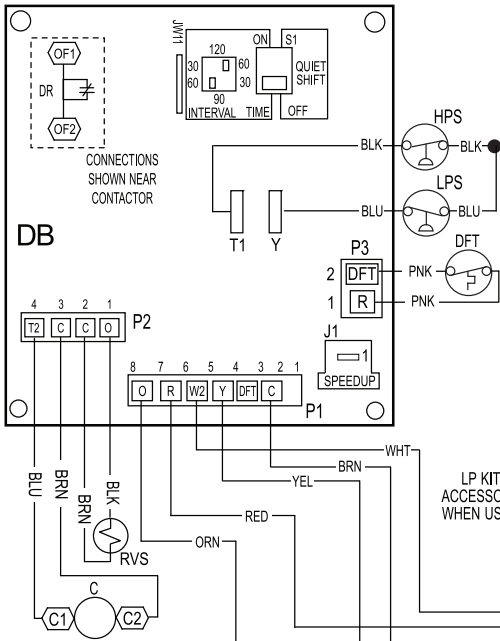 OF1
DR
OF2
CONNECTIONS
SHOWN NEAR
CONTACTOR
JW11
120
30 60
60 30
90
INTERVAL TIME
ON S1
QUIET
SHIFT
OFF
HPS
BLK BLK
LPS
BLU BLU
T1 Y
DB
P3
DFT
2 DFT PNK
1 R PNK
J1
1
SPEEDUP
4 3 2 1
T2 C C O P2
8 7 6 5 4 3 2 1
O R W2 Y DFT C
P1
WHT
BRN
YEL
RED
ORN
BLU
BRN
BRN
BLK
RVS
C
C1 C2
LP KIT
ACCESSO
WHEN US